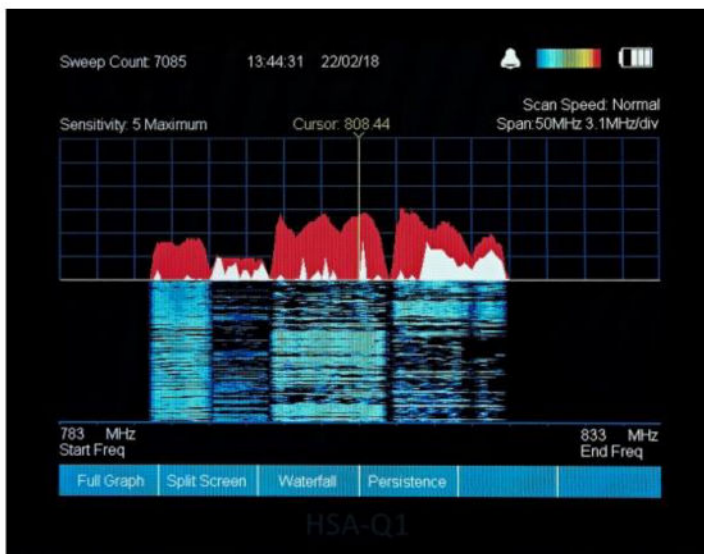 Sweep Count: 7085 13:44:31 22/02/18
Scan Speed: Normal
Sensitivity: 5 Maximum Cursor: 808.44 Span:50MHz 3.1MHz/div
783 MHz 833 MHz
Start Freq End Freq
Full Graph Split Screen Waterfall Persistence
HSA-Q1